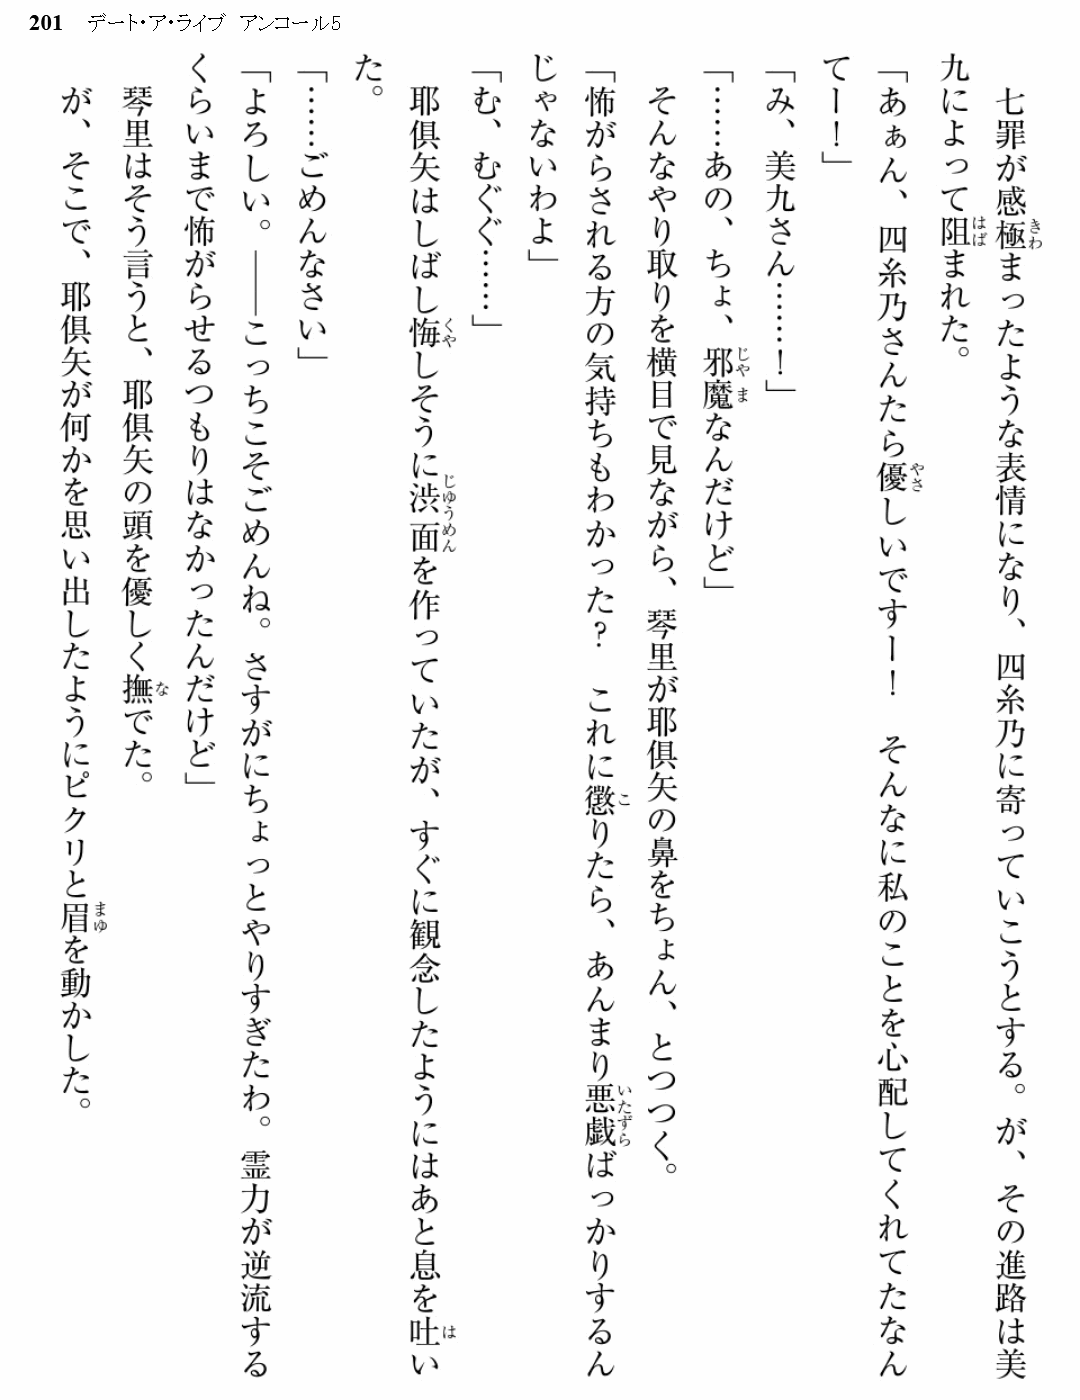 201 デート・ア・ライブ アンコール5
七罪が感極まったような表情になり、四糸乃に寄っていこうとする。が、その進路は美
九によって阻まれた。
「あぁん、四糸乃さんたら優しいですー! そんなに私のことを心配してくれてたなん
てー!」
「み、美九さん……!」
「……あの、ちょ、邪魔なんだけど」
そんなやり取りを横目で見ながら、琴里が耶倶矢の鼻をちょん、とつつく。
「怖がらされる方の気持ちもわかった? これに懲りたら、あんまり悪戯ばっかりするん
じゃないわよ」
「む、むぐぐ……」
耶倶矢はしばし悔しそうに渋面を作っていたが、すぐに観念したようにはあと息を吐い
た。
「……ごめんなさい」
「よろしい。――こっちこそごめんね。さすがにちょっとやりすぎたわ。霊力が逆流する
くらいまで怖がらせるつもりはなかったんだけど」
琴里はそう言うと、耶倶矢の頭を優しく撫でた。
が、そこで、耶倶矢が何かを思い出したようにピクリと眉を動かした。